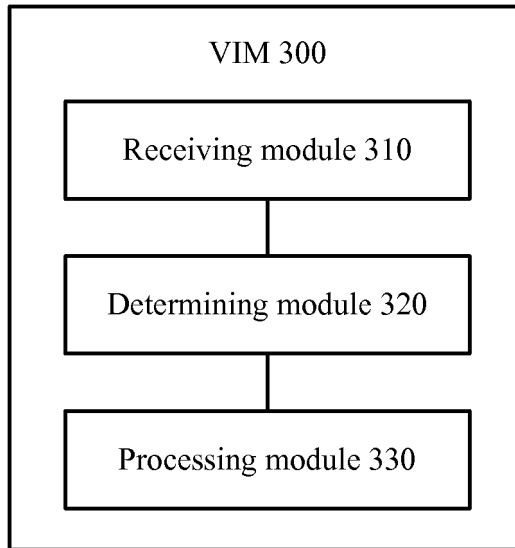 VIM 300
Receiving module 310
Determining module 320
Processing module 330